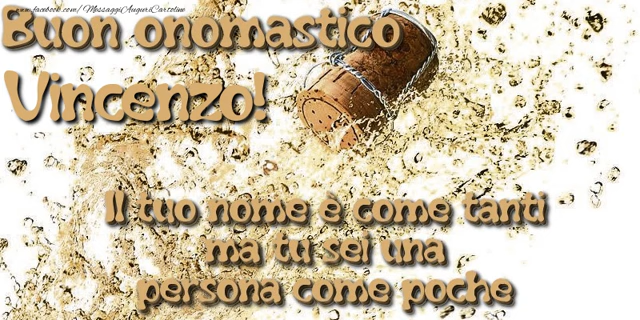 www.facebook.com/MessaggiAuguriCartoline
Buon onomastico
Vincenzo!
Il tuo nome è come tanti
ma tu sei una
persona come poche